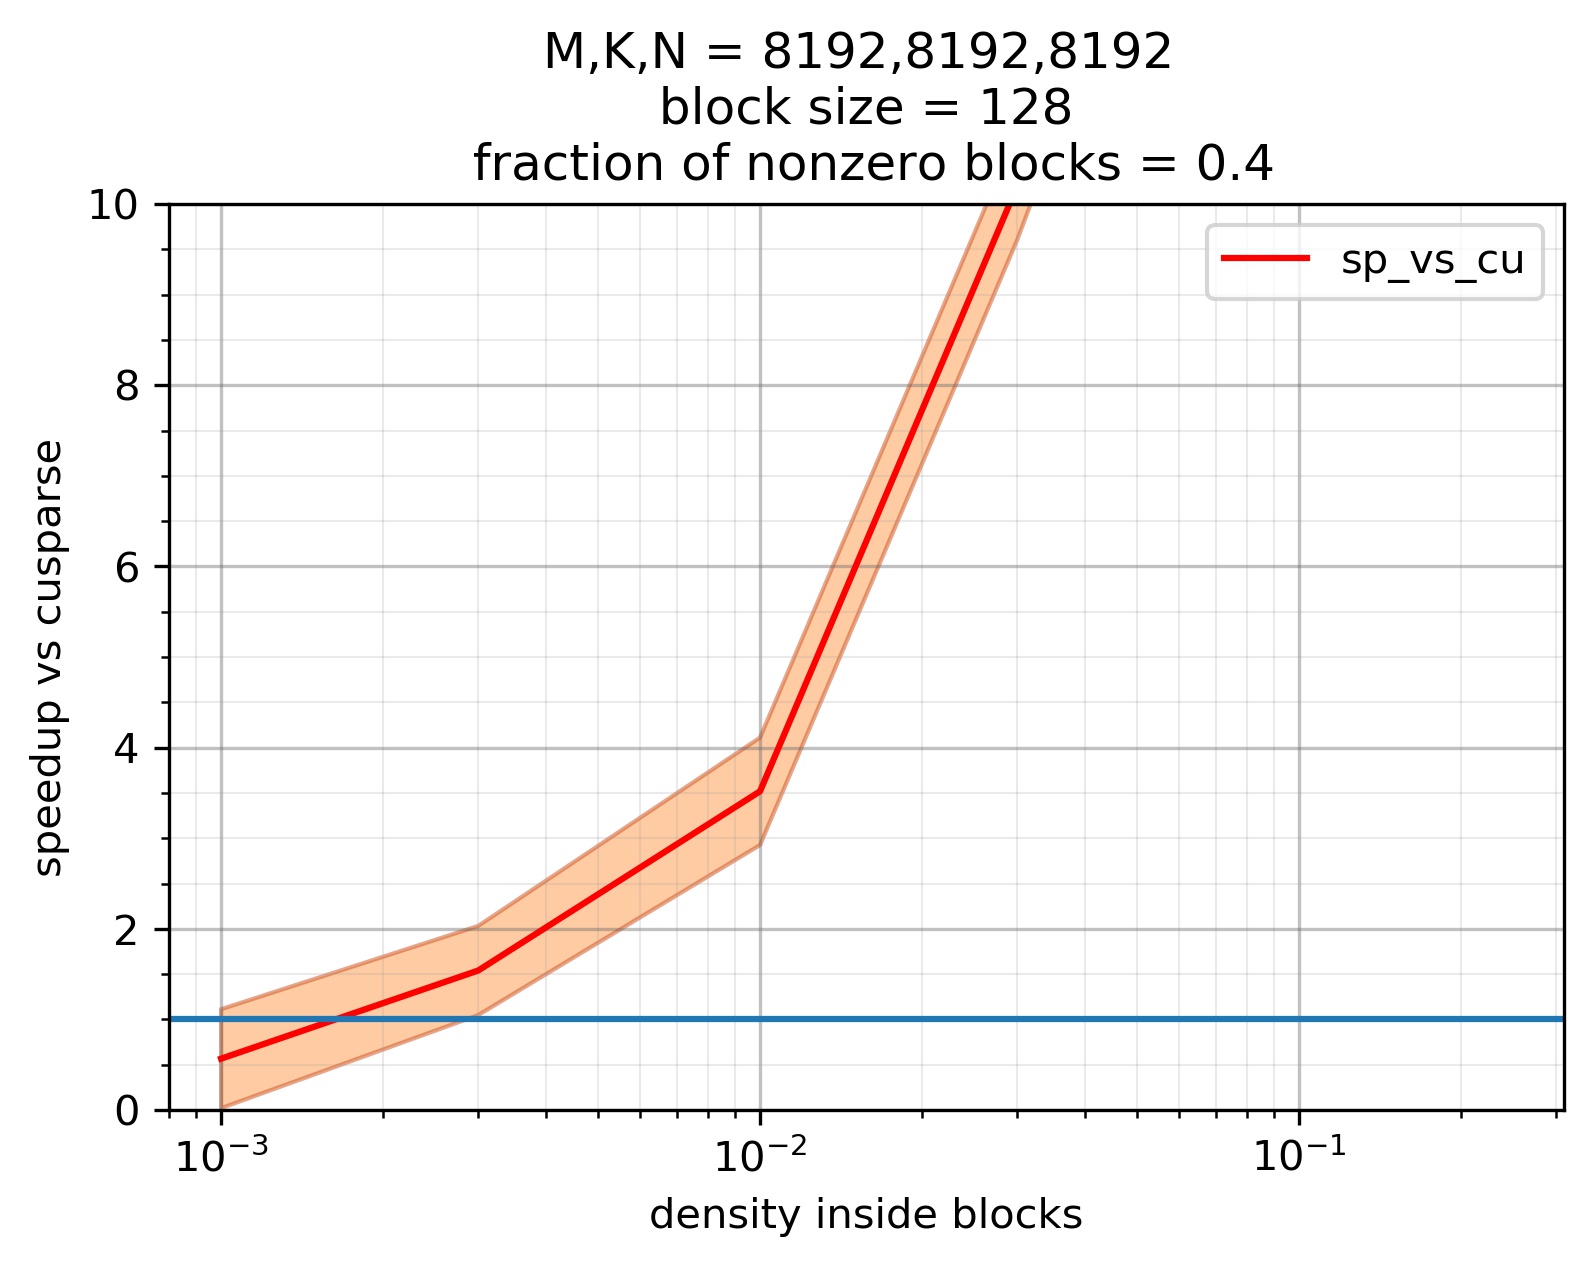 M,K,N = 8192,8192,8192
block size = 128
fraction of nonzero blocks = 0.4
10
8
6
4
2
0
speedup vs cusparse
sp_vs_cu
10⁻³
10⁻²
10⁻¹
density inside blocks